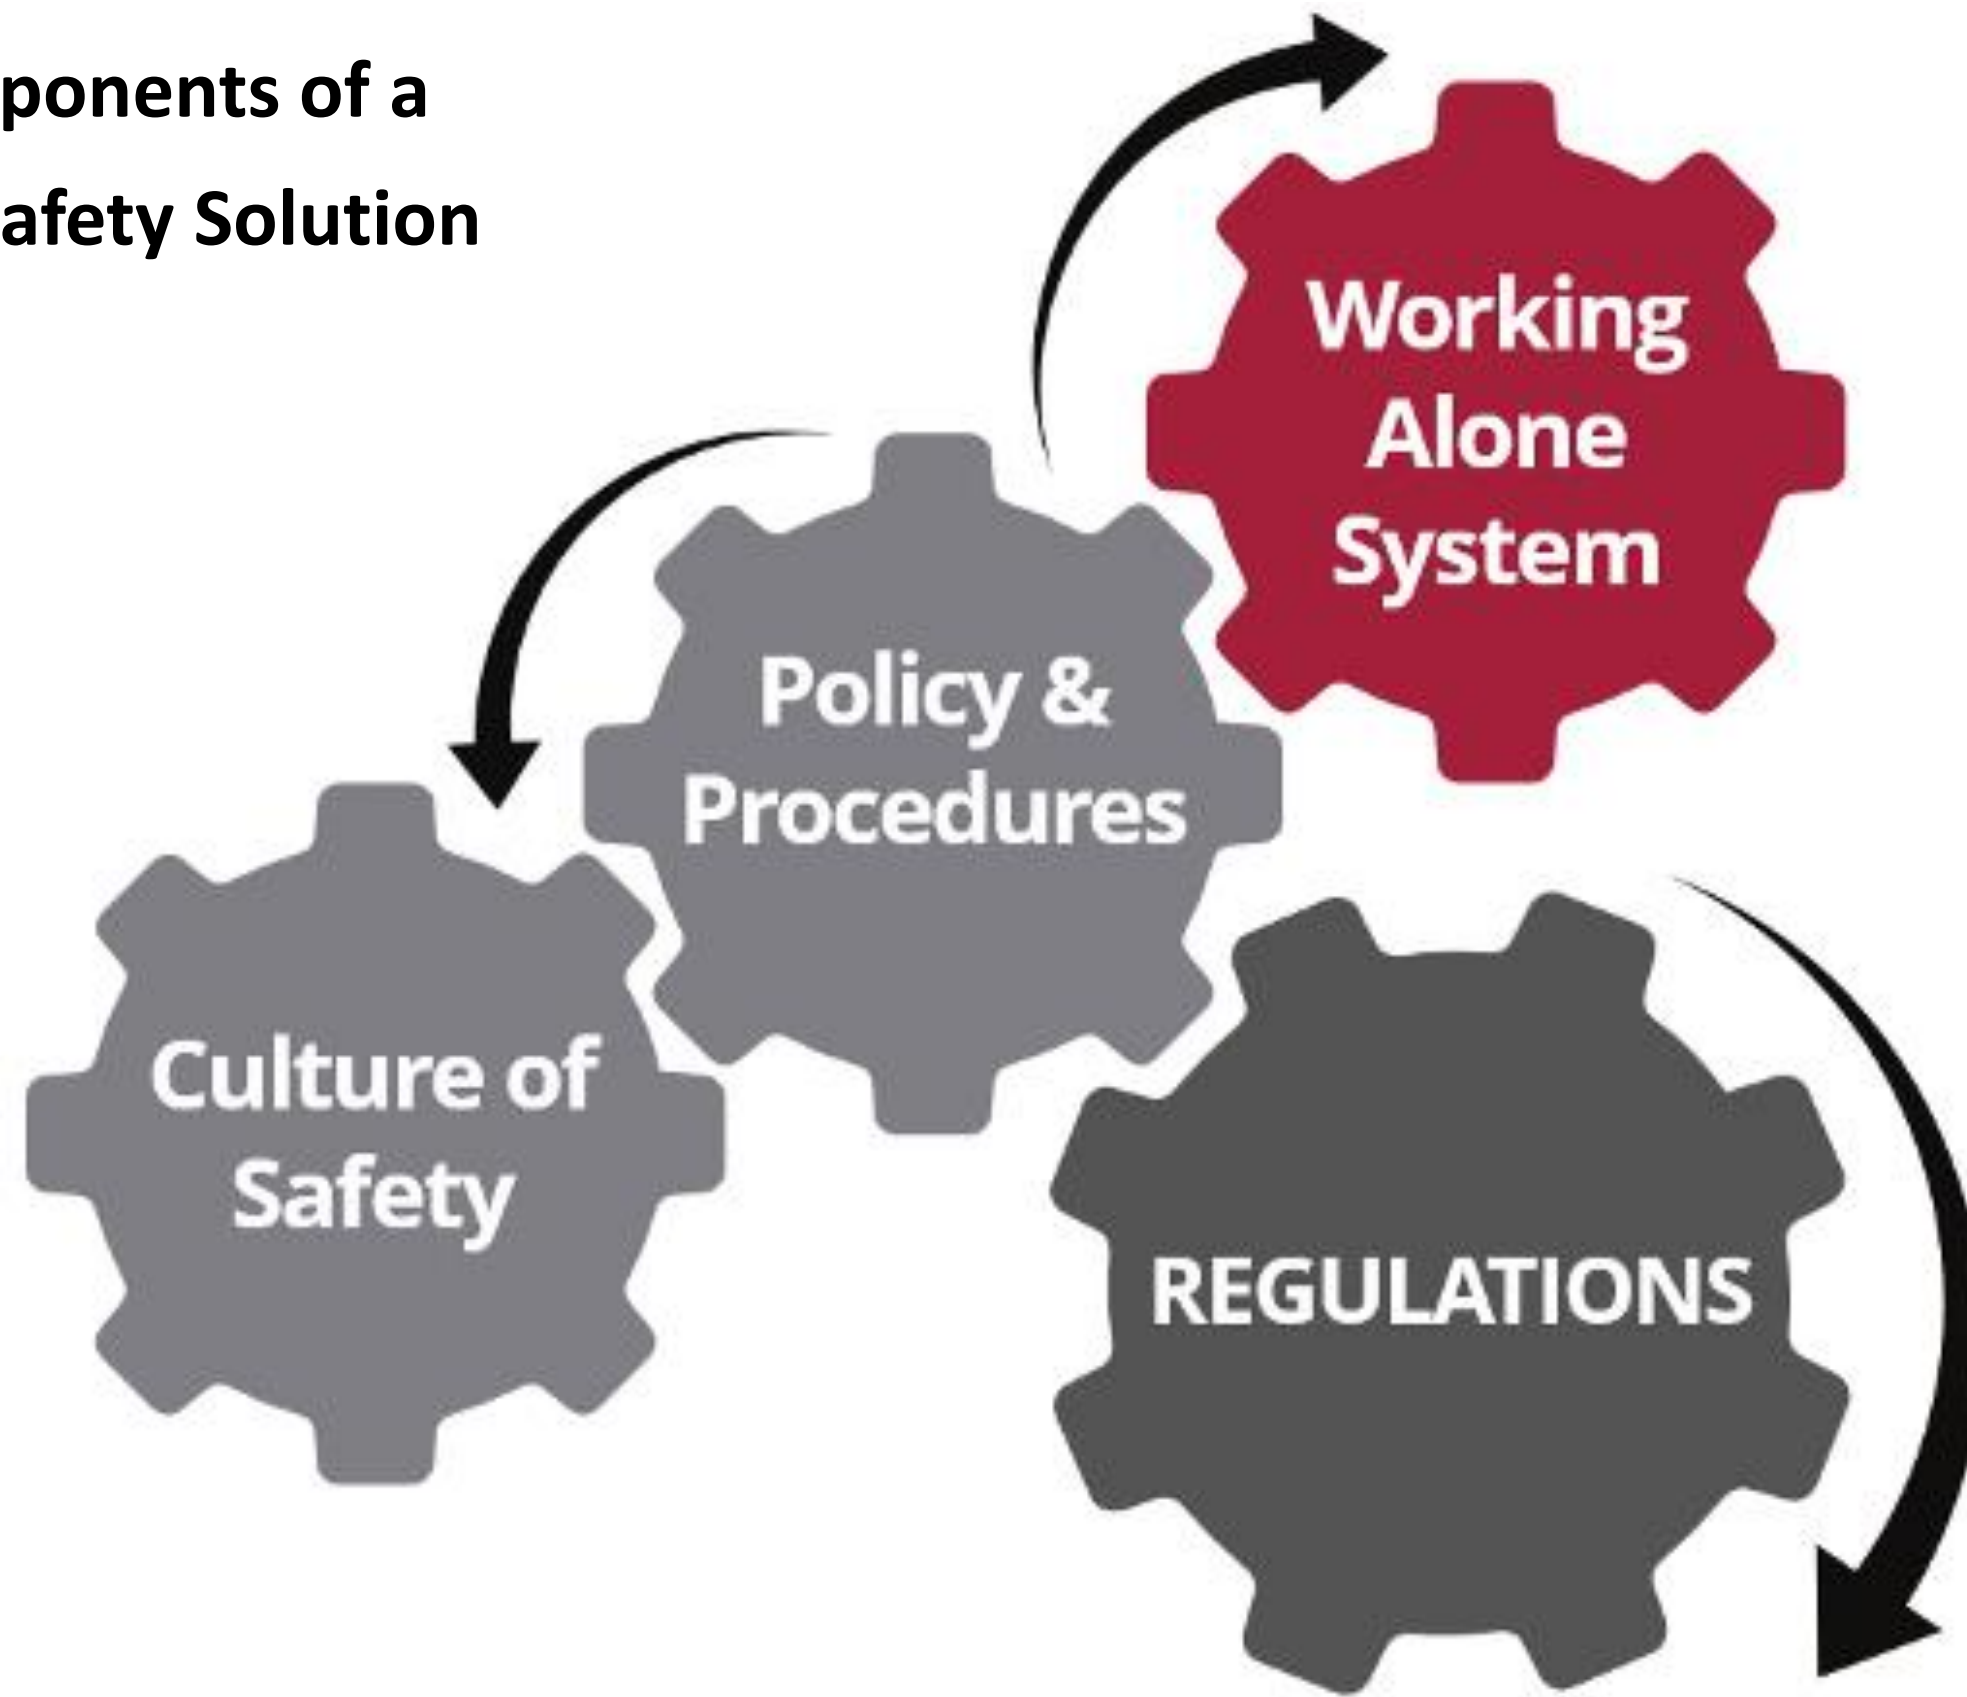 ponents of a
afety Solution
Working
Alone
System
Policy &
Procedures
Culture of
Safety
REGULATIONS